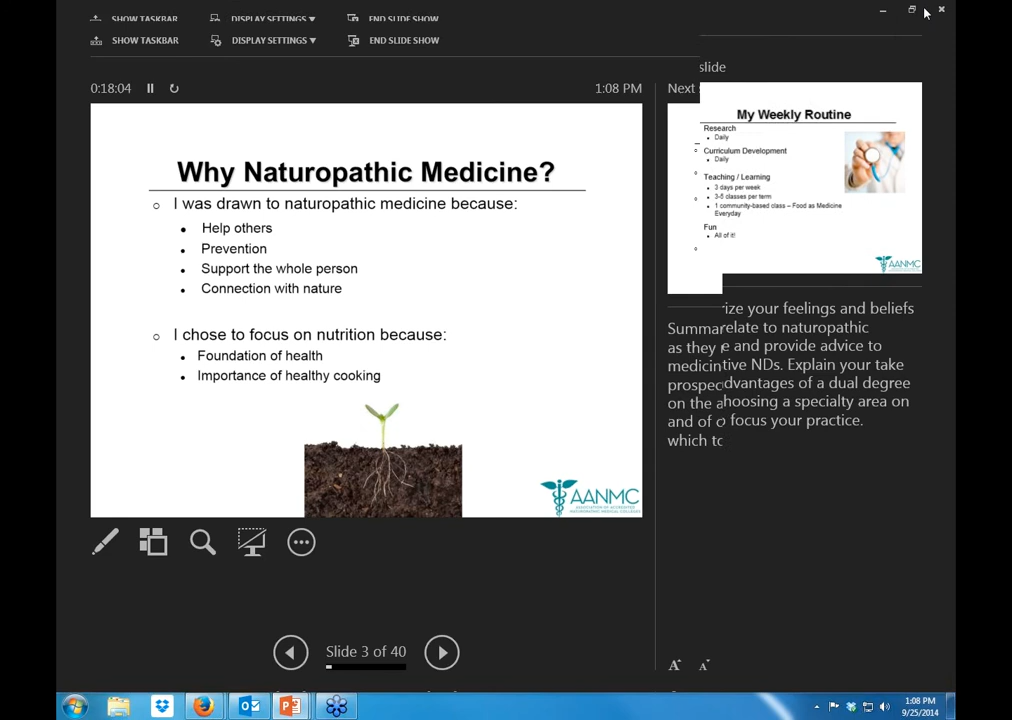 SHOW TASKBAR DISPLAY SETTINGS ▼ END SLIDE SHOW
SHOW TASKBAR DISPLAY SETTINGS ▼ END SLIDE SHOW
0:18:04 1:08 PM
Why Naturopathic Medicine?
I was drawn to naturopathic medicine because:
Help others
Prevention
Support the whole person
Connection with nature
I chose to focus on nutrition because:
Foundation of health
Importance of healthy cooking
AANMC
ASSOCIATION OF ACCREDITED
NATUROPATHIC MEDICAL COLLEGES
Slide 3 of 40
slide
Next
My Weekly Routine
Research
Daily
Curriculum Development
Daily
Teaching / Learning
3 days per week
3-5 classes per term
1 community-based class – Food as Medicine
Everyday
Fun
All of it!
AANMC
ize your feelings and beliefs
Summar relate to naturopathic
as they e and provide advice to
medicin tive NDs. Explain your take
prospec dvantages of a dual degree
on the a hoosing a specialty area on
and of focus your practice.
which to
A A
1:08 PM
9/25/2014